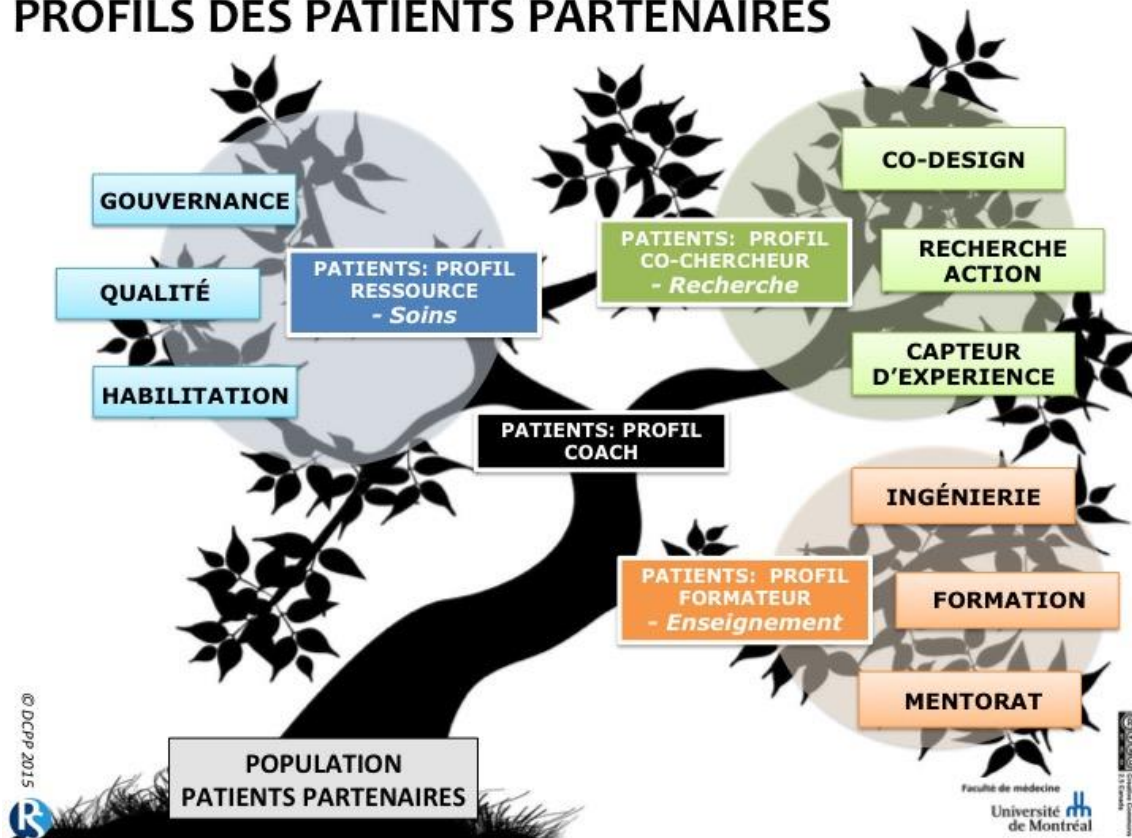 PROFILS DES PATIENTS PARTENAIRES
GOUVERNANCE
QUALITÉ
HABILITATION
PATIENTS: PROFIL
RESSOURCE
- Soins
PATIENTS: PROFIL
CO-CHERCHEUR
- Recherche
CO-DESIGN
RECHERCHE
ACTION
CAPTEUR
D'EXPERIENCE
PATIENTS: PROFIL
COACH
PATIENTS: PROFIL
FORMATEUR
- Enseignement
INGÉNIERIE
FORMATION
MENTORAT
POPULATION
PATIENTS PARTENAIRES
© DCPP 2015
Faculté de médecine
Université
de Montréal